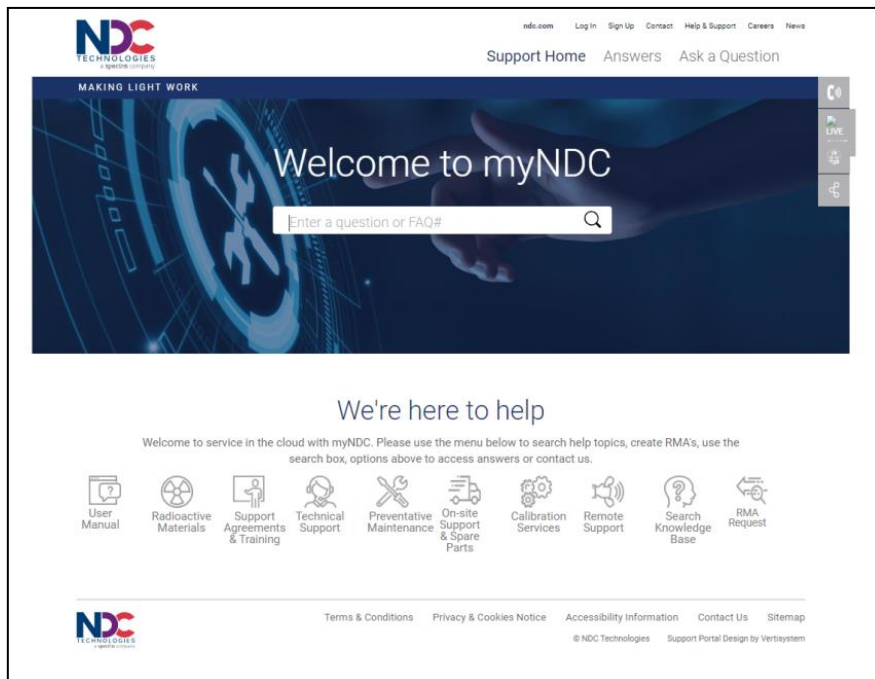 NDC
TECHNOLOGIES
a spectris company
ndc.com Log In Sign Up Contact Help & Support Careers News
Support Home Answers Ask a Question
MAKING LIGHT WORK
LIVE
Welcome to myNDC
Enter a question or FAQ#
We're here to help
Welcome to service in the cloud with myNDC. Please use the menu below to search help topics, create RMA's, use the
search box, options above to access answers or contact us.
User
Manual
Radioactive
Materials
Support
Agreements
& Training
Technical
Support
Preventative
Maintenance
On-site
Support
& Spare
Parts
Calibration
Services
Remote
Support
Search
Knowledge
Base
RMA
Request
NDC
TECHNOLOGIES
a spectris company
Terms & Conditions Privacy & Cookies Notice Accessibility Information Contact Us Sitemap
© NDC Technologies Support Portal Design by Vertisystem